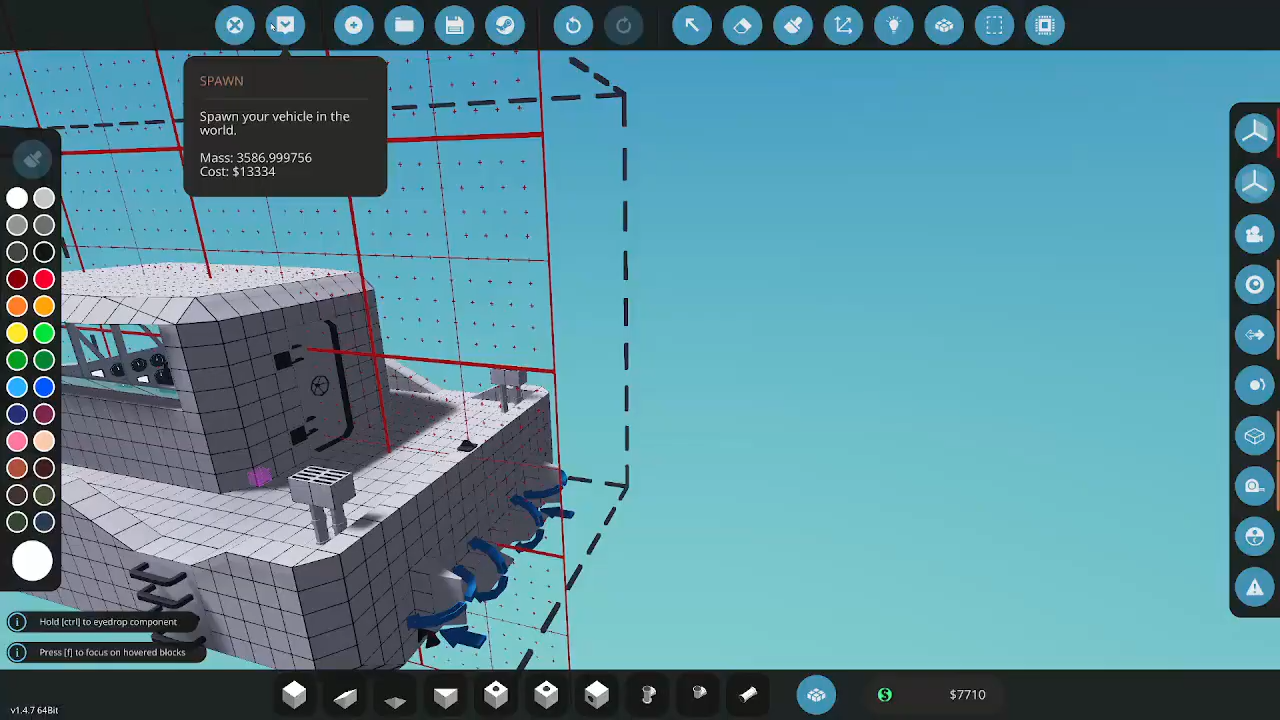 SPAWN
Spawn your vehicle in the
world.
Mass: 3586.999756
Cost: $13334
Hold [ctrl] to eyedrop component
Press [f] to focus on hovered blocks
$7710
v1.4.7 64Bit